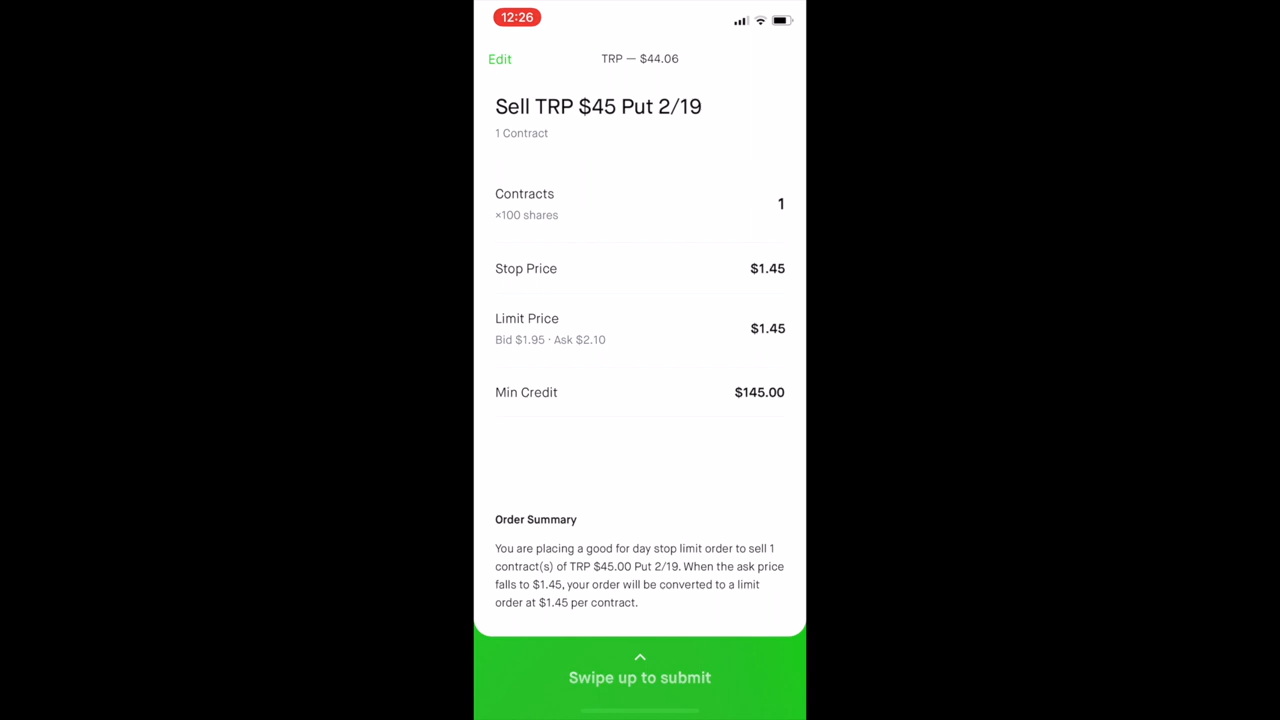 12:26
Edit
TRP — $44.06
Sell TRP $45 Put 2/19
1 Contract
Contracts
×100 shares
1
Stop Price
$1.45
Limit Price
Bid $1.95 · Ask $2.10
$1.45
Min Credit
$145.00
Order Summary
You are placing a good for day stop limit order to sell 1
contract(s) of TRP $45.00 Put 2/19. When the ask price
falls to $1.45, your order will be converted to a limit
order at $1.45 per contract.
Swipe up to submit